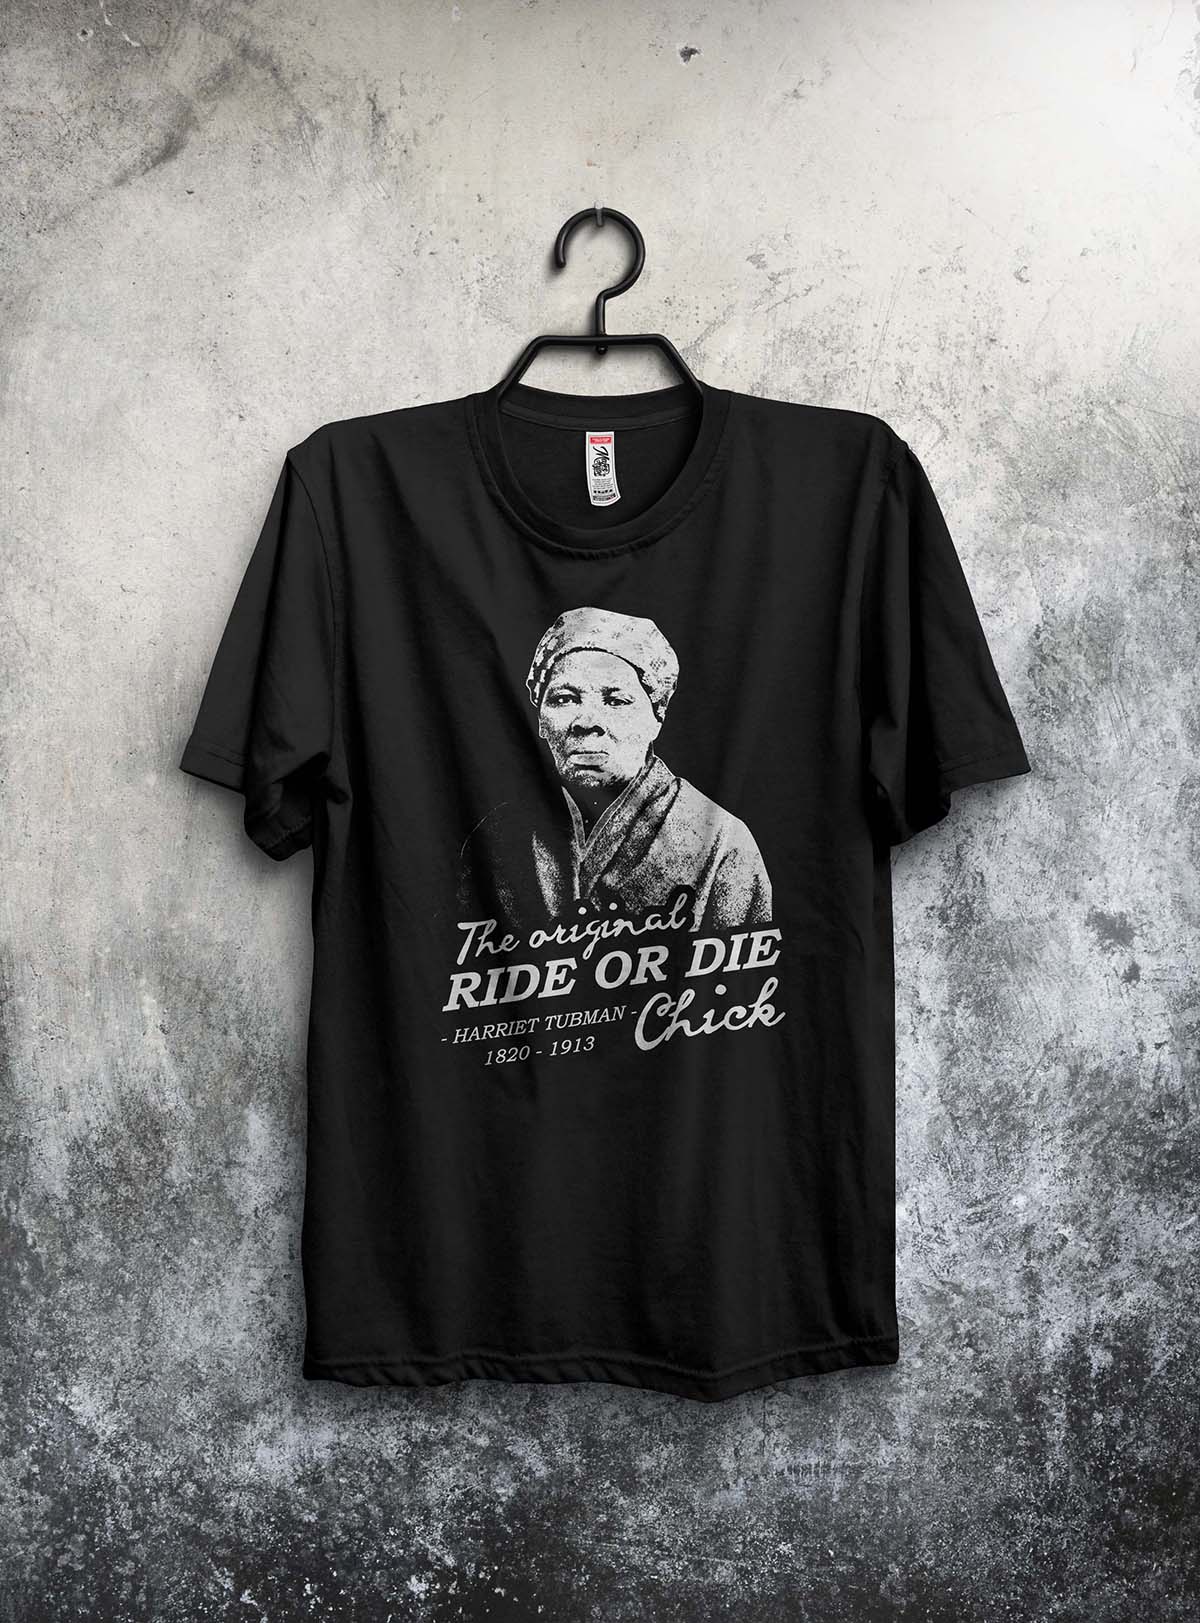 The original
RIDE OR DIE
Chick
- HARRIET TUBMAN -
1820 - 1913